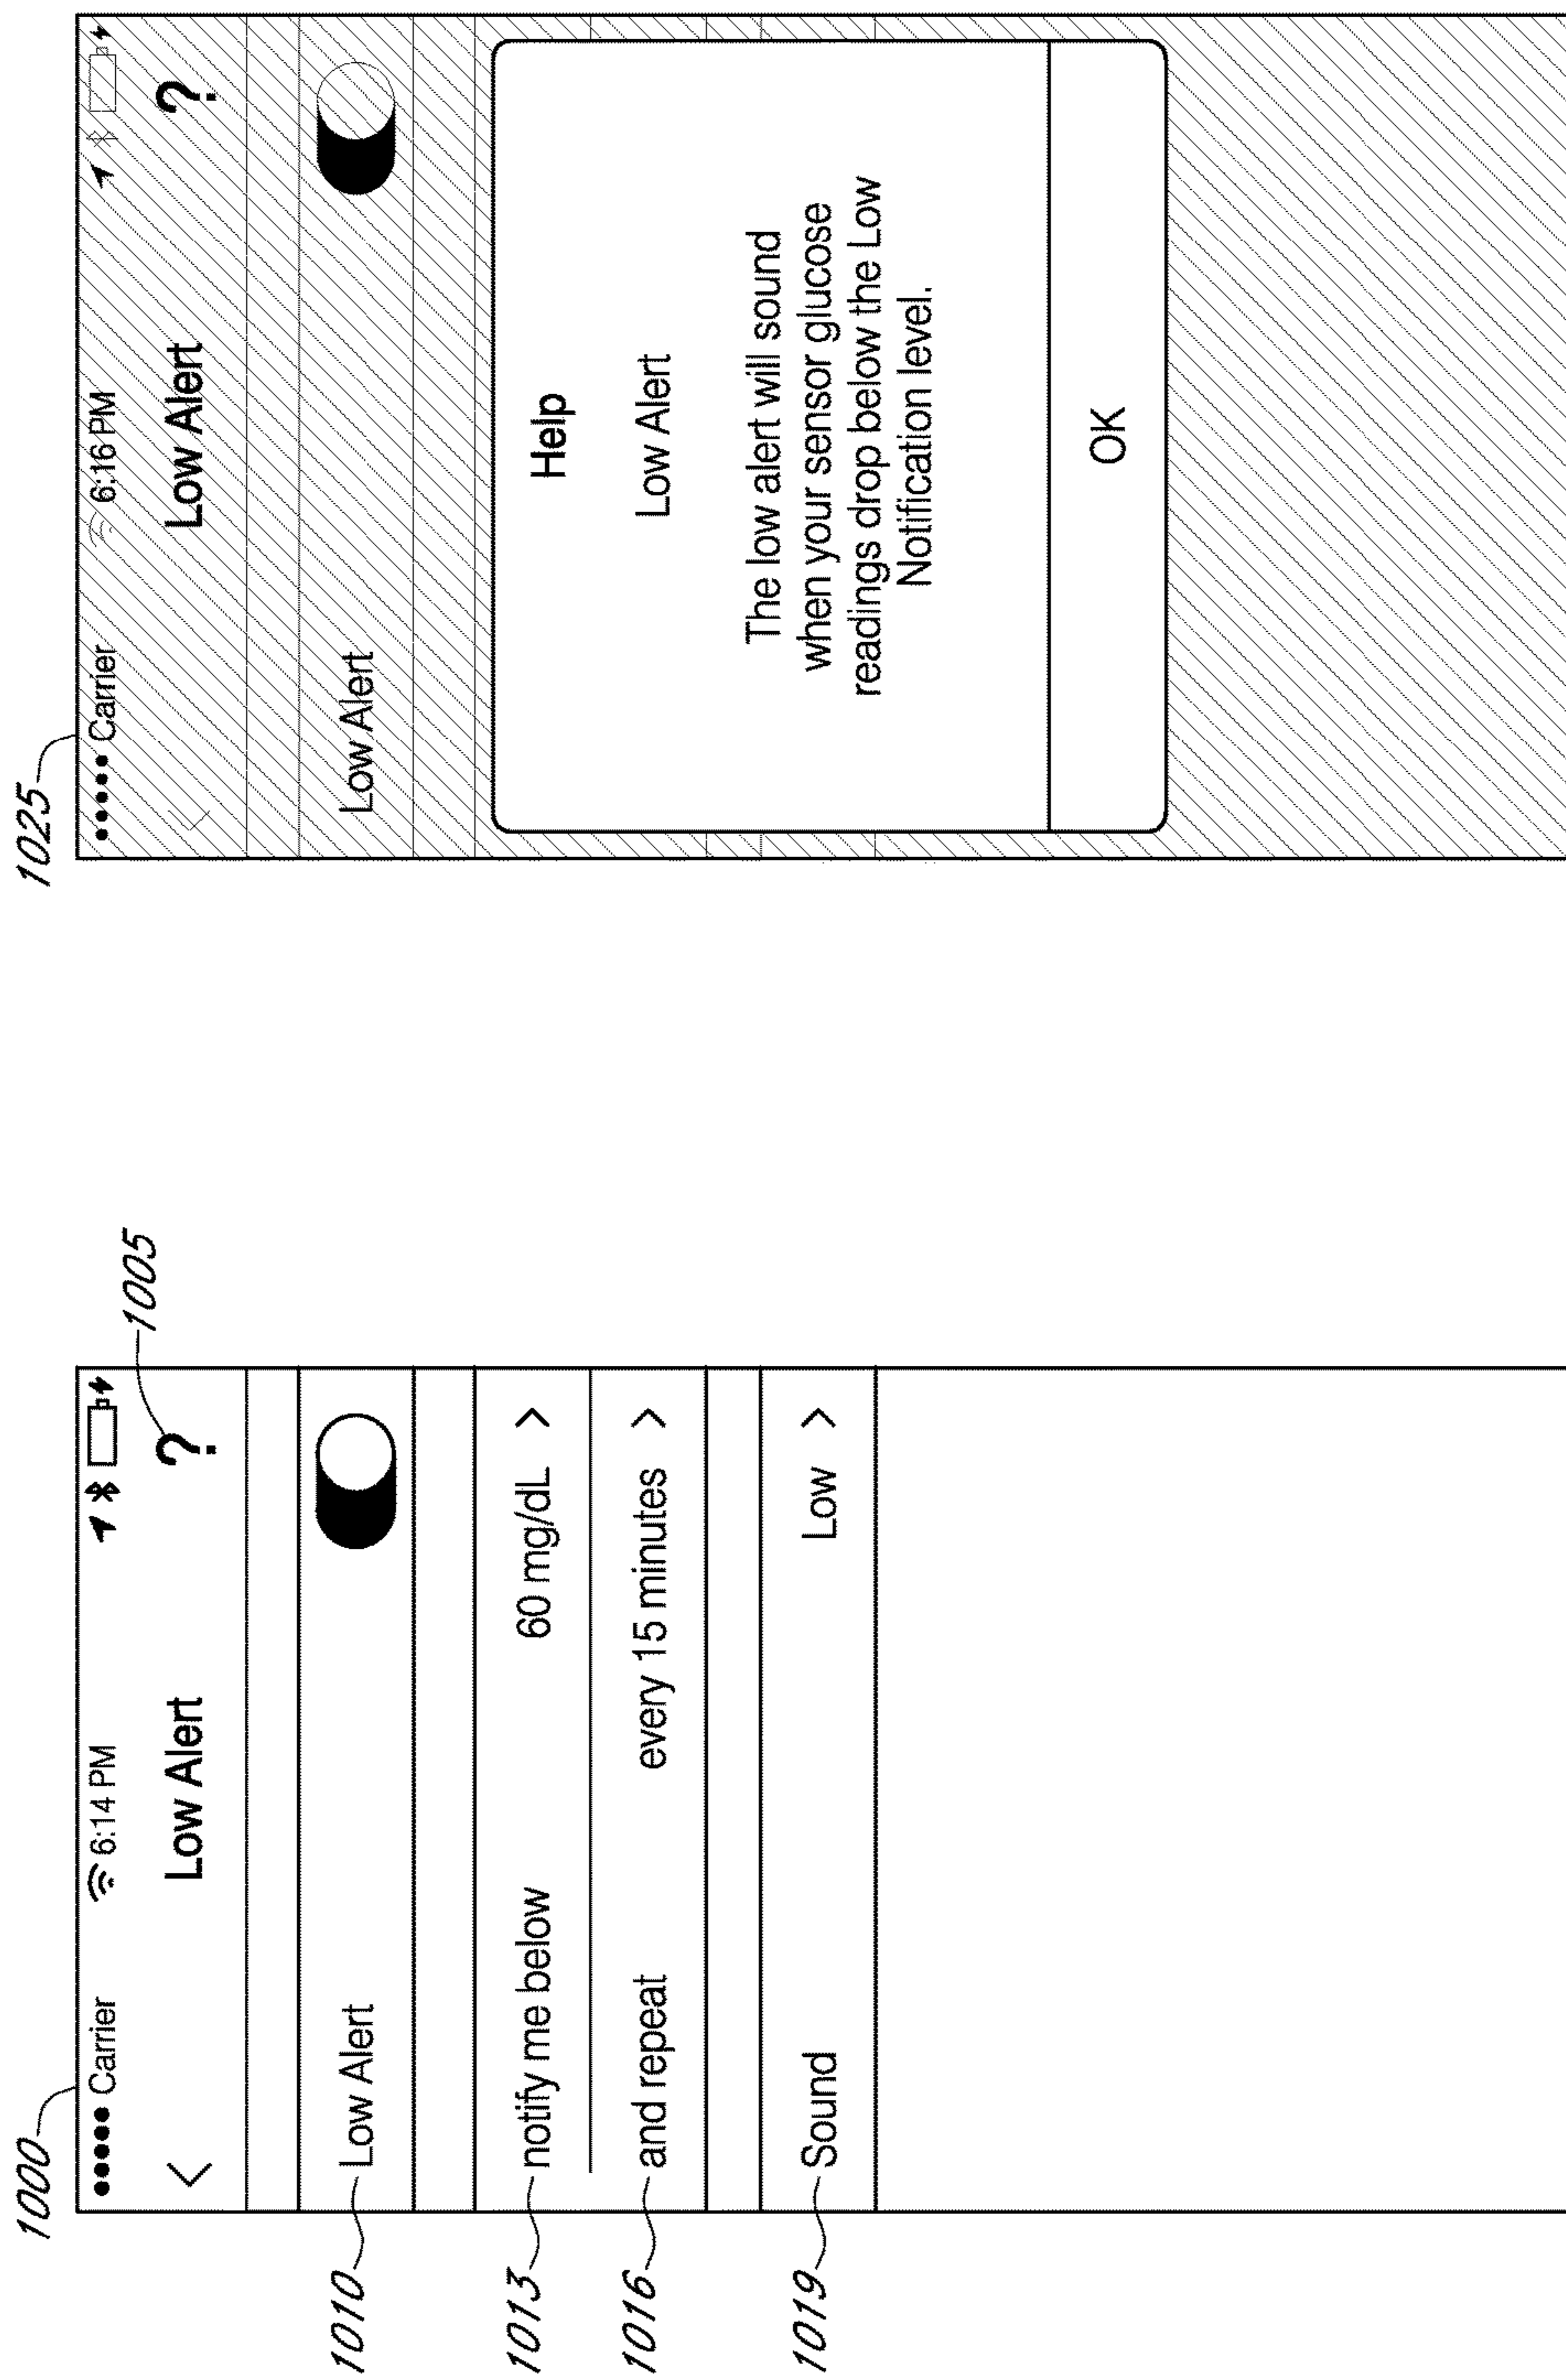 1000
••••• Carrier 6:14 PM
< Low Alert ?
1005
1010 Low Alert
1013 notify me below 60 mg/dL >
1016 and repeat every 15 minutes >
1019 Sound Low >
1025
••••• Carrier 6:16 PM
< Low Alert ?
Low Alert
Help
Low Alert
The low alert will sound
when your sensor glucose
readings drop below the Low
Notification level.
OK